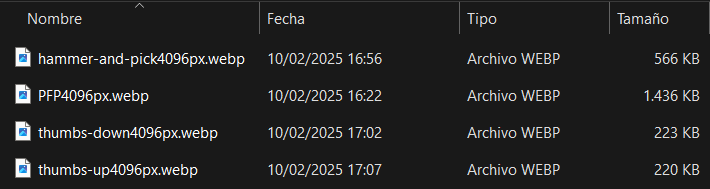 Nombre Fecha Tipo Tamaño
hammer-and-pick4096px.webp 10/02/2025 16:56 Archivo WEBP 566 KB
PFP4096px.webp 10/02/2025 16:22 Archivo WEBP 1.436 KB
thumbs-down4096px.webp 10/02/2025 17:02 Archivo WEBP 223 KB
thumbs-up4096px.webp 10/02/2025 17:07 Archivo WEBP 220 KB